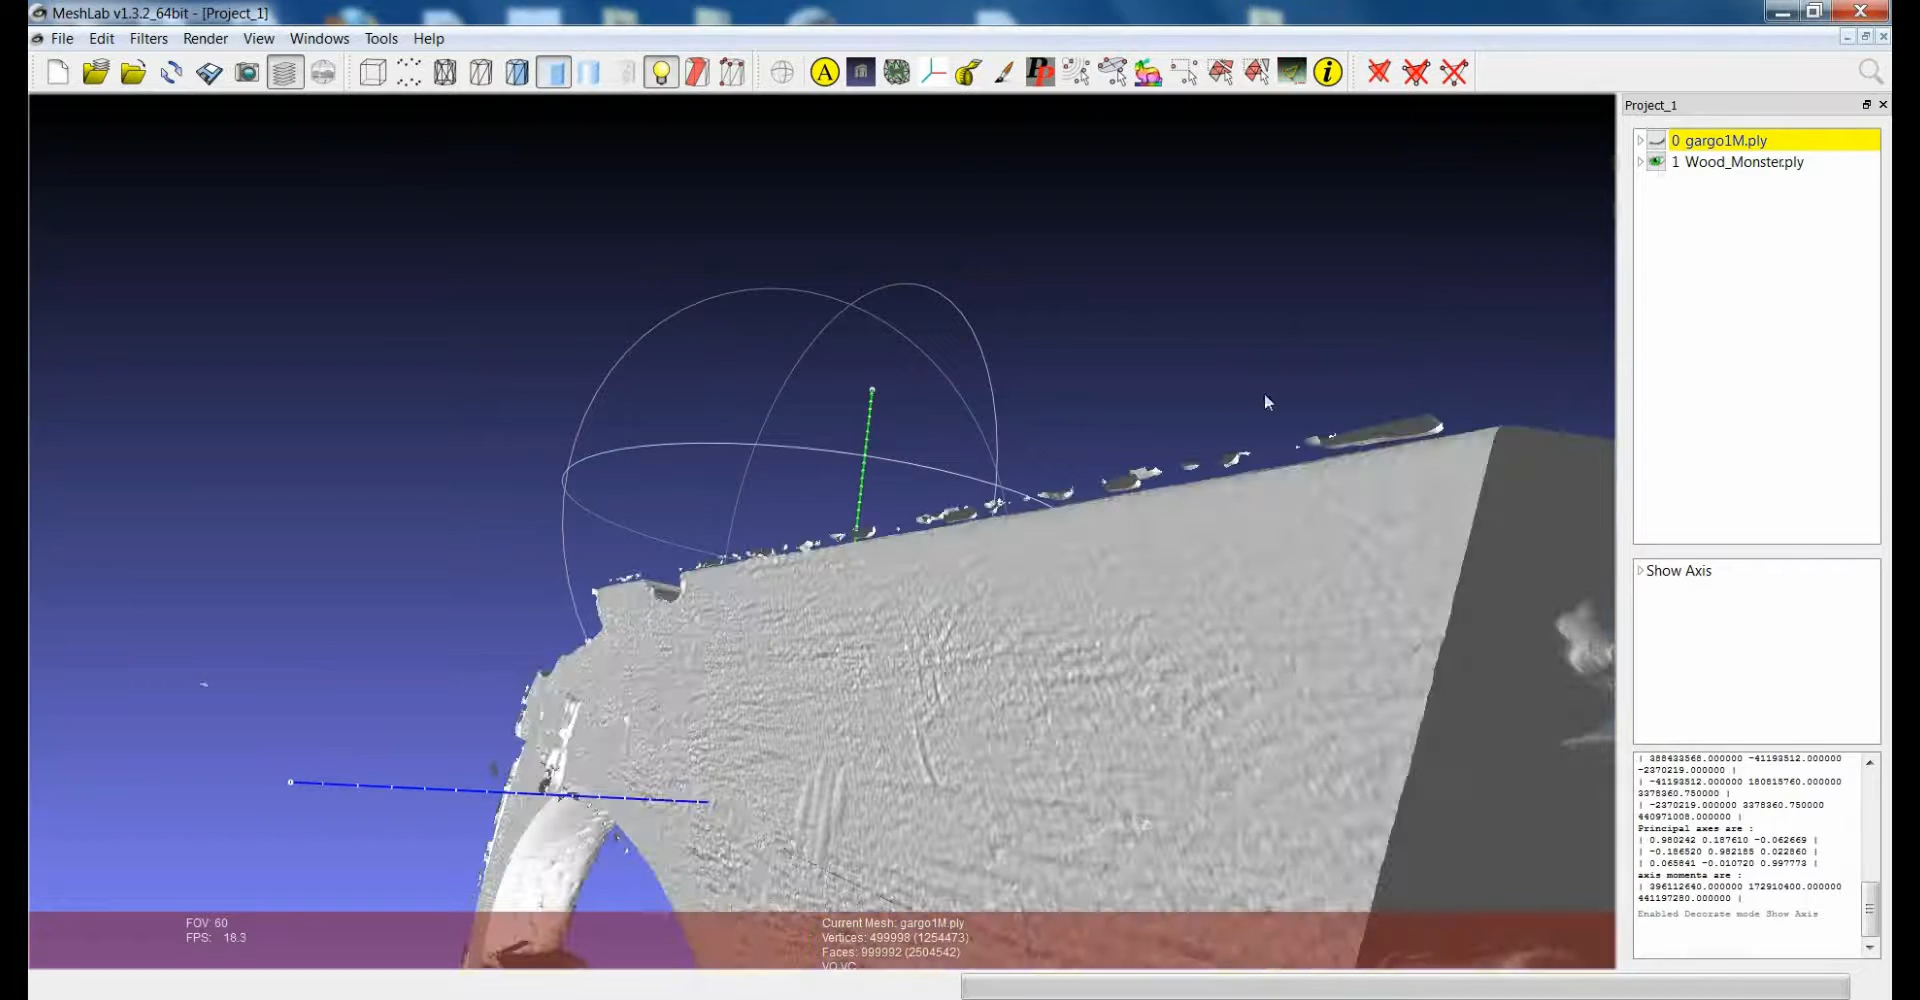 MeshLab v1.3.2_64bit - [Project_1]
File Edit Filters Render View Windows Tools Help
A
PP
i
Project_1
0 gargo1M.ply
1 Wood_Monster.ply
Show Axis
| 388433568.000000 -41193512.000000
-2370219.000000 |
| -41193512.000000 180815760.000000
3378360.750000 |
| -2370219.000000 3378360.750000
440971008.000000 |
Principal axes are :
| 0.980242 0.187610 -0.062669 |
| -0.186520 0.982185 0.022860 |
| 0.065841 -0.010720 0.997773 |
axis momenta are :
| 396112640.000000 172910400.000000
441197280.000000 |
Enabled Decorate mode Show Axis
FOV: 60
FPS: 18.3
Current Mesh: gargo1M.ply
Vertices: 499998 (1254473)
Faces: 999992 (2504542)
VQ VC